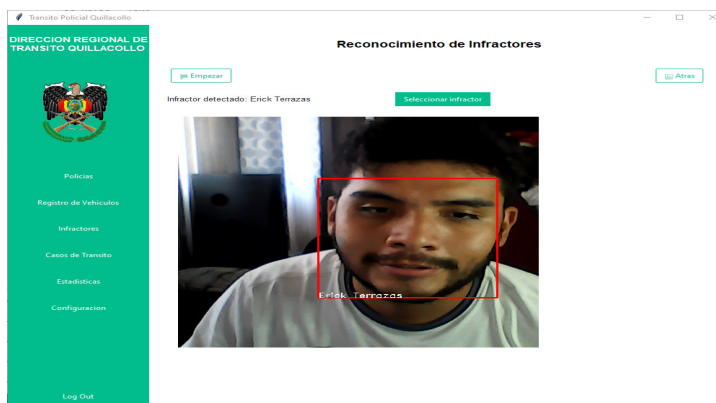 Transito Policial Quillacollo
DIRECCION REGIONAL DE
TRANSITO QUILLACOLLO
Policias
Registro de Vehiculos
Infractores
Casos de Transito
Estadisticas
Configuracion
Log Out
Reconocimiento de Infractores
Empezar
Atras
Infractor detectado: Erick Terrazas
Seleccionar infractor
Erick Terrazas